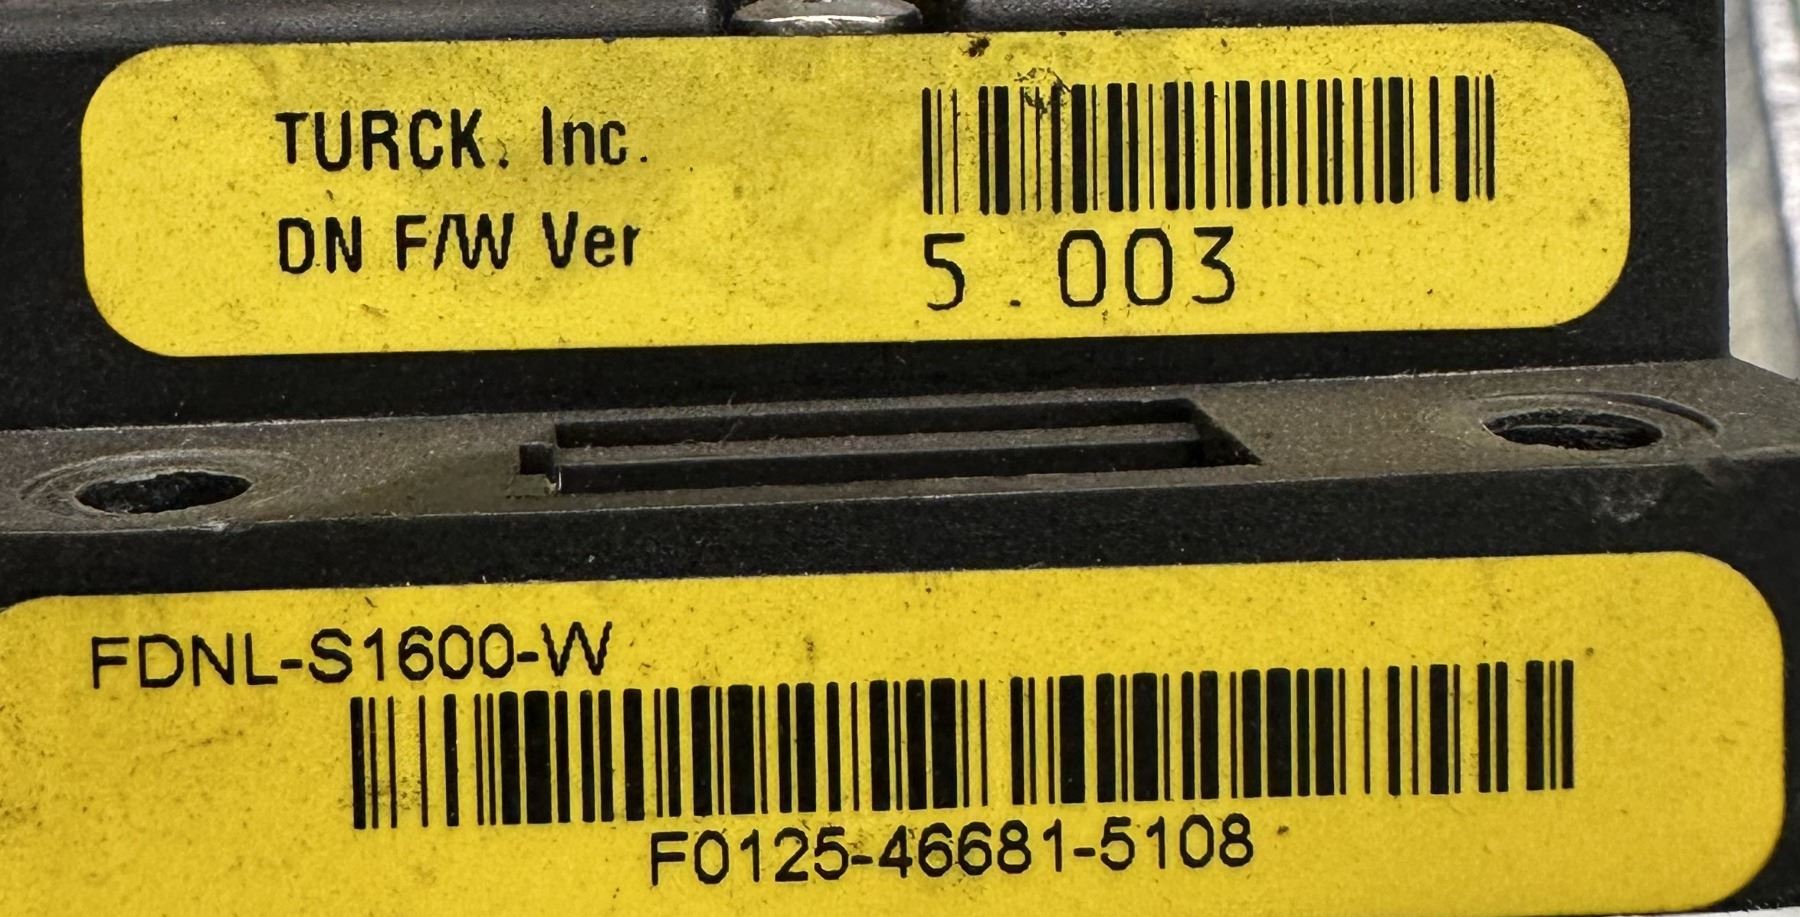 TURCK. Inc.
DN F/W Ver
5.003
FDNL-S1600-W
F0125-46681-5108